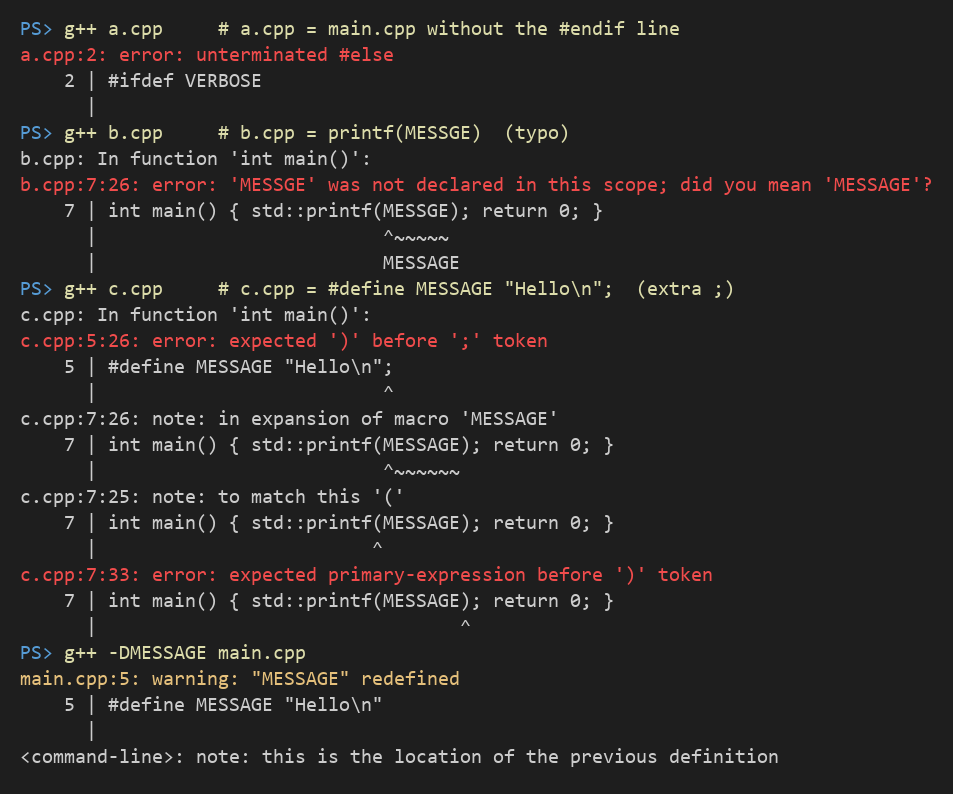 PS> g++ a.cpp     # a.cpp = main.cpp without the #endif line
a.cpp:2: error: unterminated #else
    2 | #ifdef VERBOSE
      |
PS> g++ b.cpp     # b.cpp = printf(MESSGE)  (typo)
b.cpp: In function 'int main()':
b.cpp:7:26: error: 'MESSGE' was not declared in this scope; did you mean 'MESSAGE'?
    7 | int main() { std::printf(MESSGE); return 0; }
      |                          ^~~~~~
      |                          MESSAGE
PS> g++ c.cpp     # c.cpp = #define MESSAGE "Hello\n";  (extra ;)
c.cpp: In function 'int main()':
c.cpp:5:26: error: expected ')' before ';' token
    5 | #define MESSAGE "Hello\n";
      |                          ^
c.cpp:7:26: note: in expansion of macro 'MESSAGE'
    7 | int main() { std::printf(MESSAGE); return 0; }
      |                          ^~~~~~~
c.cpp:7:25: note: to match this '('
    7 | int main() { std::printf(MESSAGE); return 0; }
      |                         ^
c.cpp:7:33: error: expected primary-expression before ')' token
    7 | int main() { std::printf(MESSAGE); return 0; }
      |                                 ^
PS> g++ -DMESSAGE main.cpp
main.cpp:5: warning: "MESSAGE" redefined
    5 | #define MESSAGE "Hello\n"
      |
<command-line>: note: this is the location of the previous definition